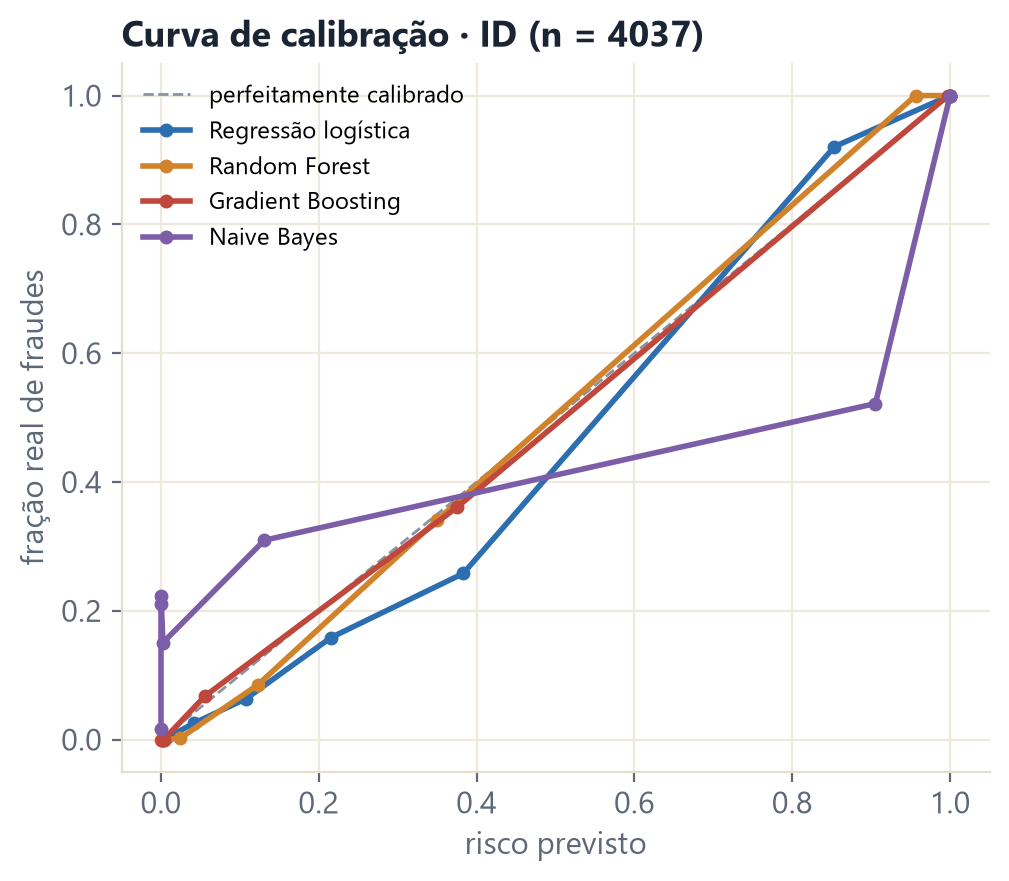 Curva de calibração · ID (n = 4037)
perfeitamente calibrado
Regressão logística
Random Forest
Gradient Boosting
Naive Bayes
1.0
0.8
0.6
0.4
0.2
0.0
fração real de fraudes
0.0 0.2 0.4 0.6 0.8 1.0
risco previsto